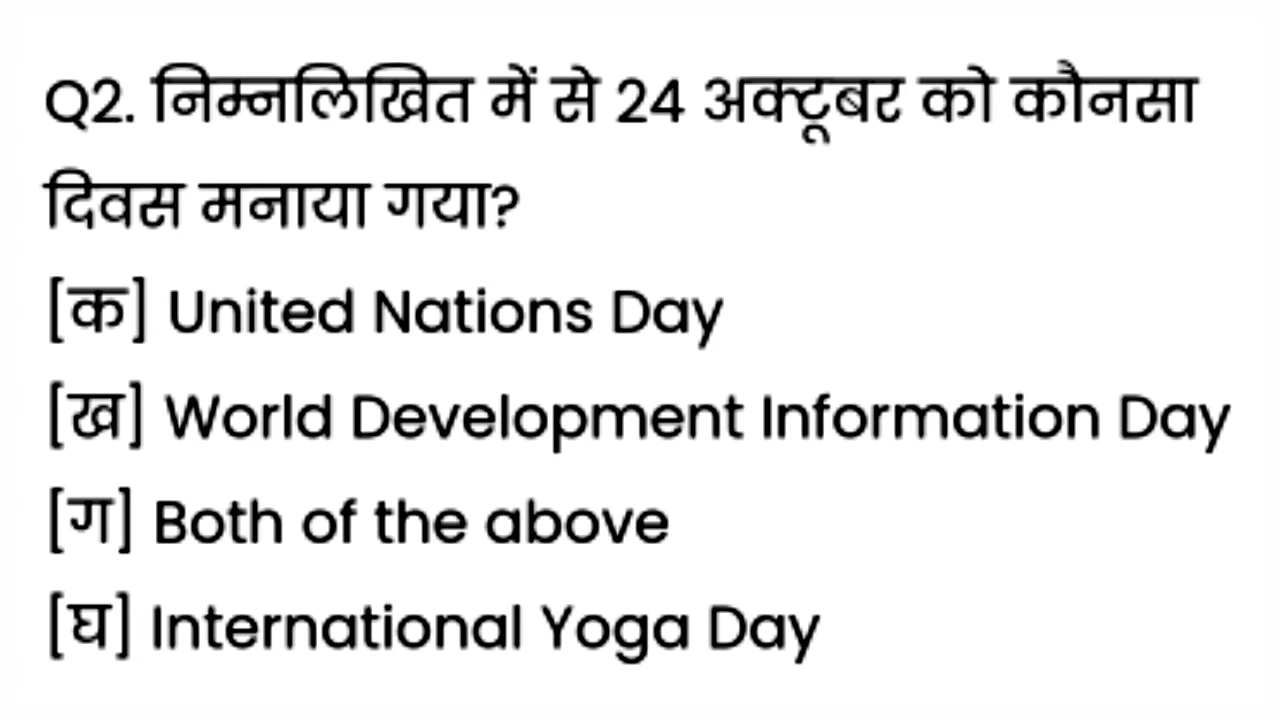 Q2. निम्नलिखित में से 24 अक्टूबर को कौनसा
दिवस मनाया गया?
[क] United Nations Day
[ख] World Development Information Day
[ग] Both of the above
[घ] International Yoga Day